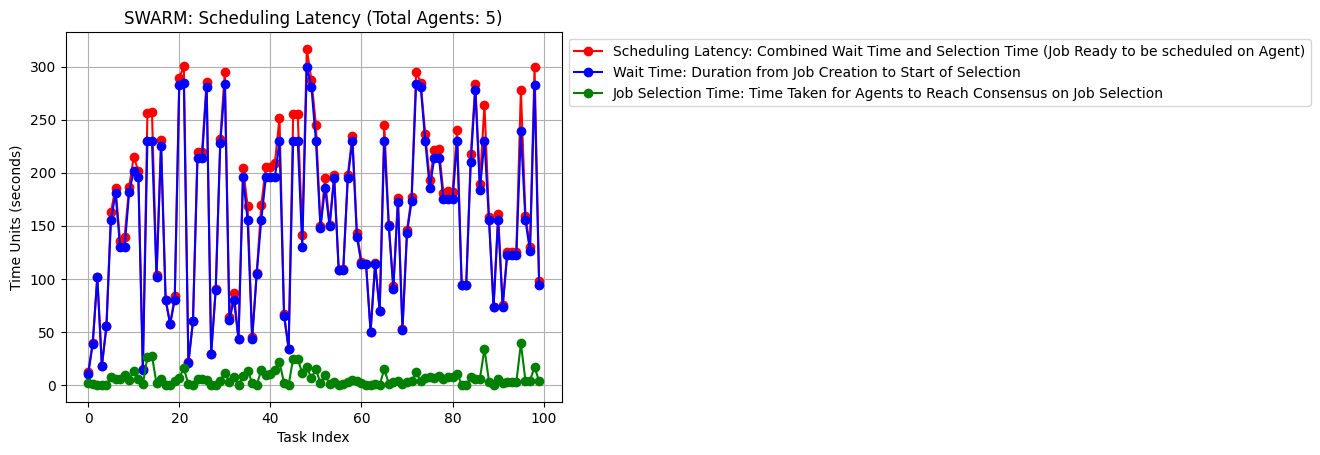 SWARM: Scheduling Latency (Total Agents: 5)
Scheduling Latency: Combined Wait Time and Selection Time (Job Ready to be scheduled on Agent)
Wait Time: Duration from Job Creation to Start of Selection
Job Selection Time: Time Taken for Agents to Reach Consensus on Job Selection
Time Units (seconds)
300
250
200
150
100
50
0
0 20 40 60 80 100
Task Index